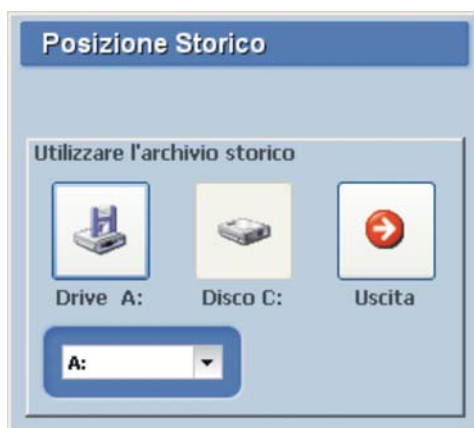 Posizione Storico
Utilizzare l'archivio storico
Drive A: Disco C: Uscita
A: